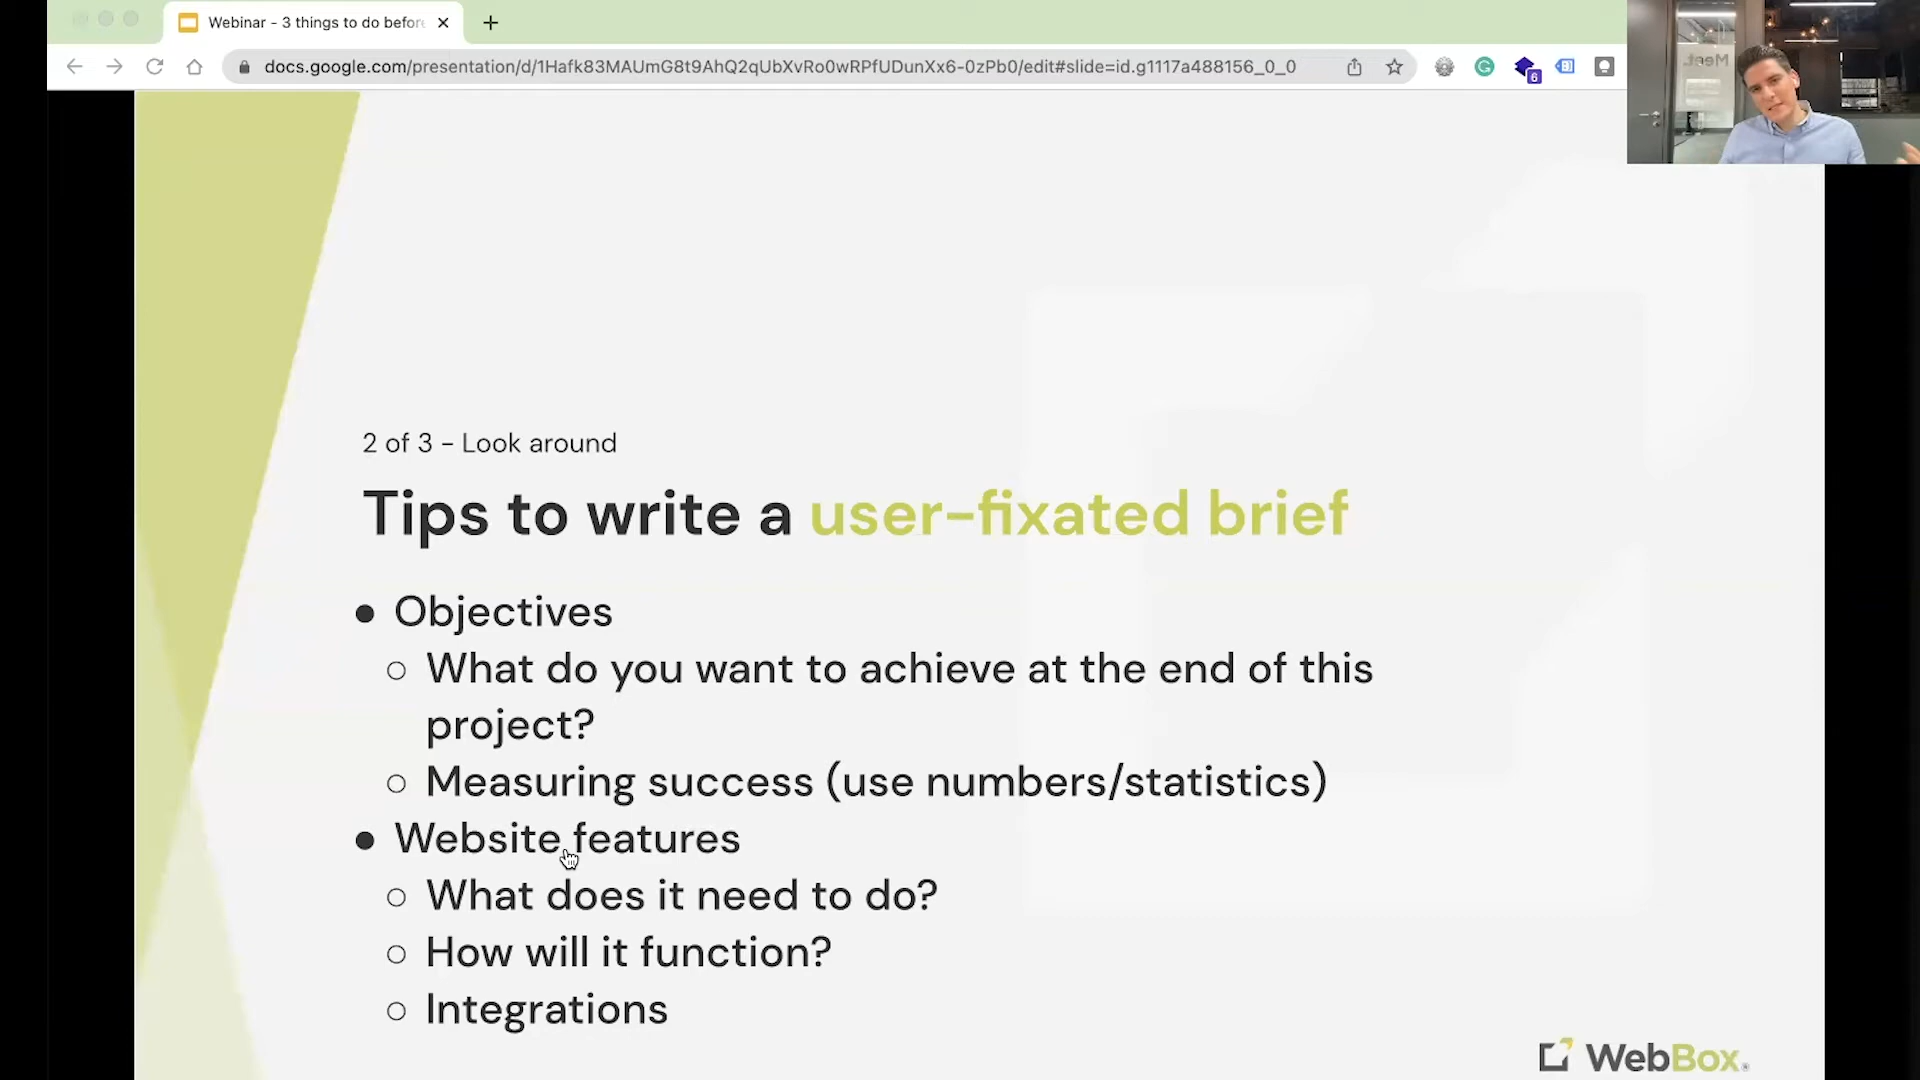 Webinar - 3 things to do befor
docs.google.com/presentation/d/1Hafk83MAUmG8t9AhQ2qUbXvRo0wRPfUDunXx6-0zPb0/edit#slide=id.g1117a488156_0_0
6
Meet.
2 of 3 - Look around
Tips to write a user-fixated brief
● Objectives
○ What do you want to achieve at the end of this
project?
○ Measuring success (use numbers/statistics)
● Website features
○ What does it need to do?
○ How will it function?
○ Integrations
WebBox